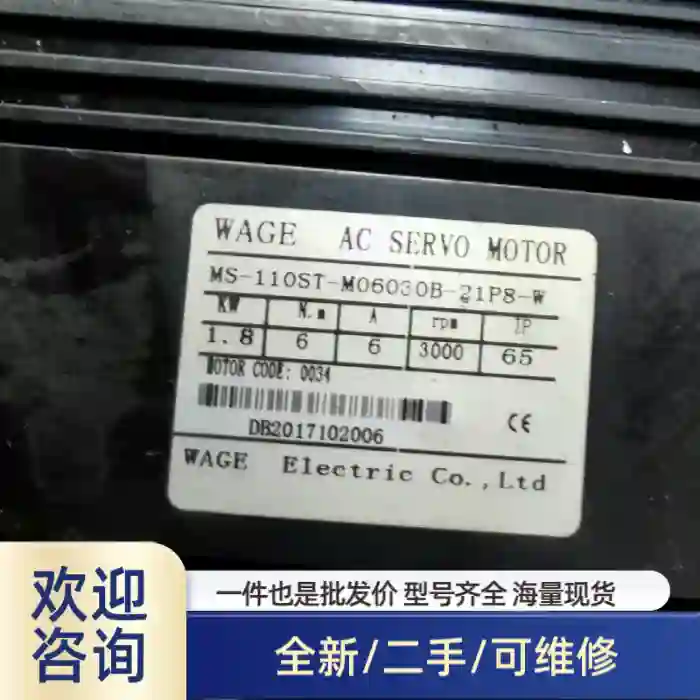 WAGE AC SERVO MOTOR
MS-110ST-M06030B-21P8-W
KW N.m A rpm IP
1.8 6 6 3000 65
MOTOR CODE: 0034
DB2017102006
CE
WAGE Electric Co.,Ltd
欢迎
咨询
一件也是批发价 型号齐全 海量现货
全新/二手/可维修